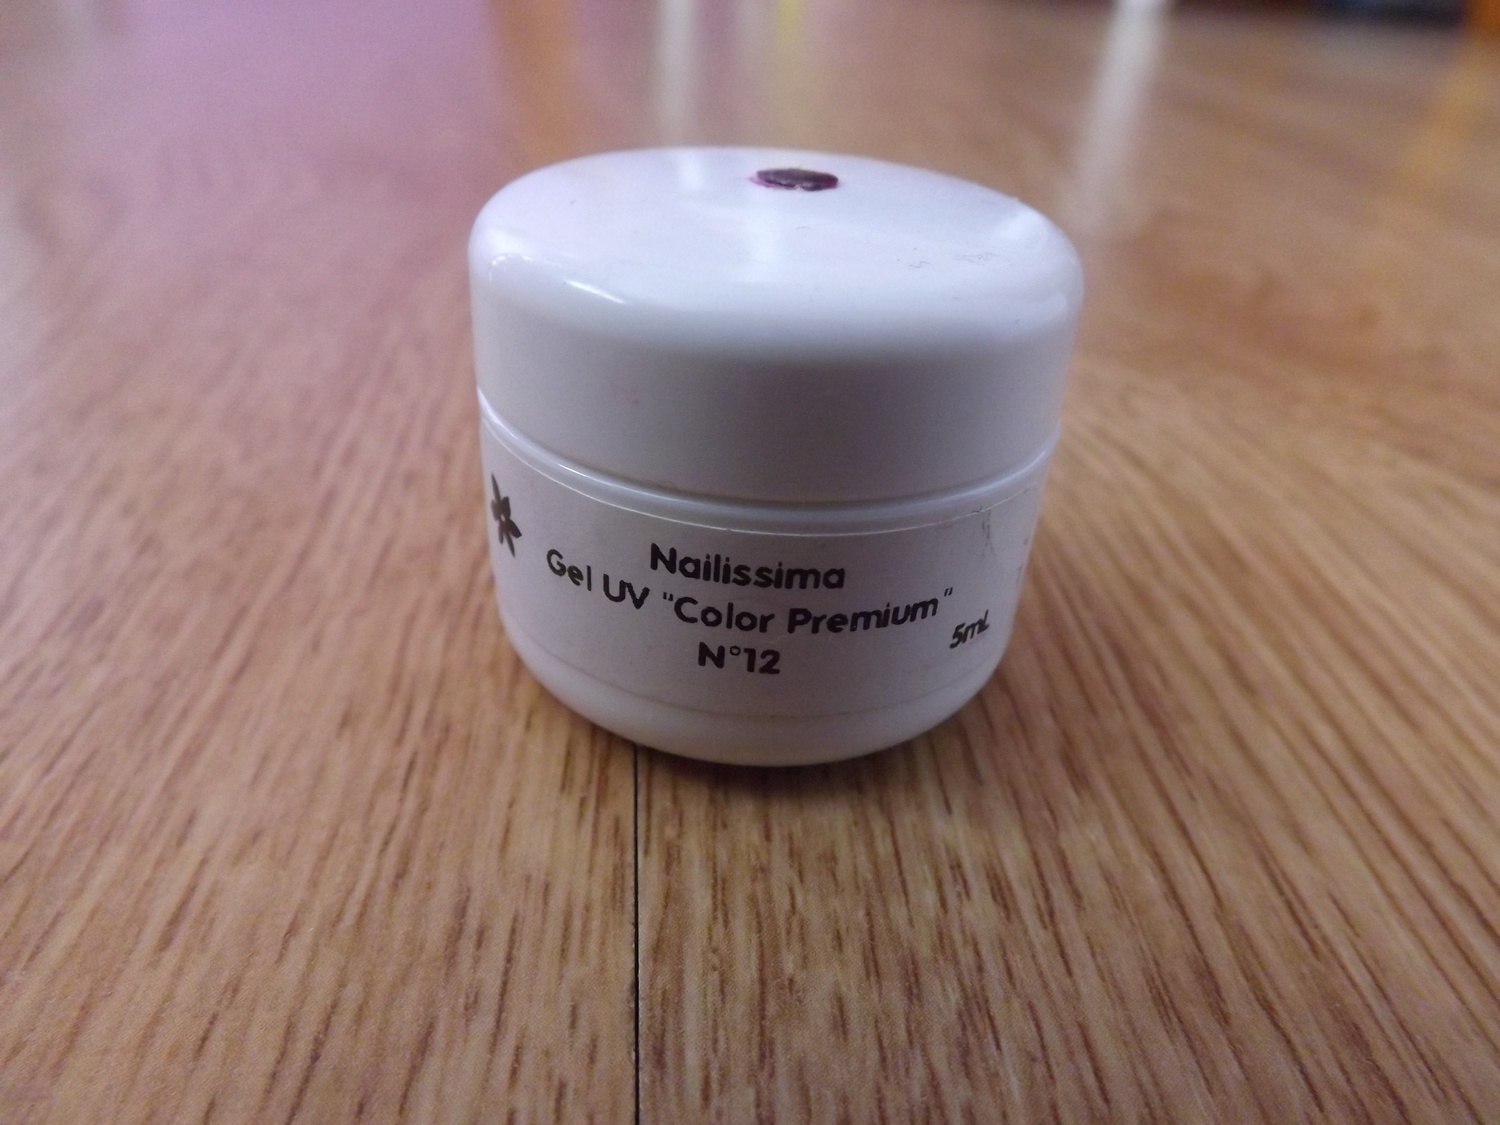 Nailissima
Gel UV "Color Premium"
N°12
5mL